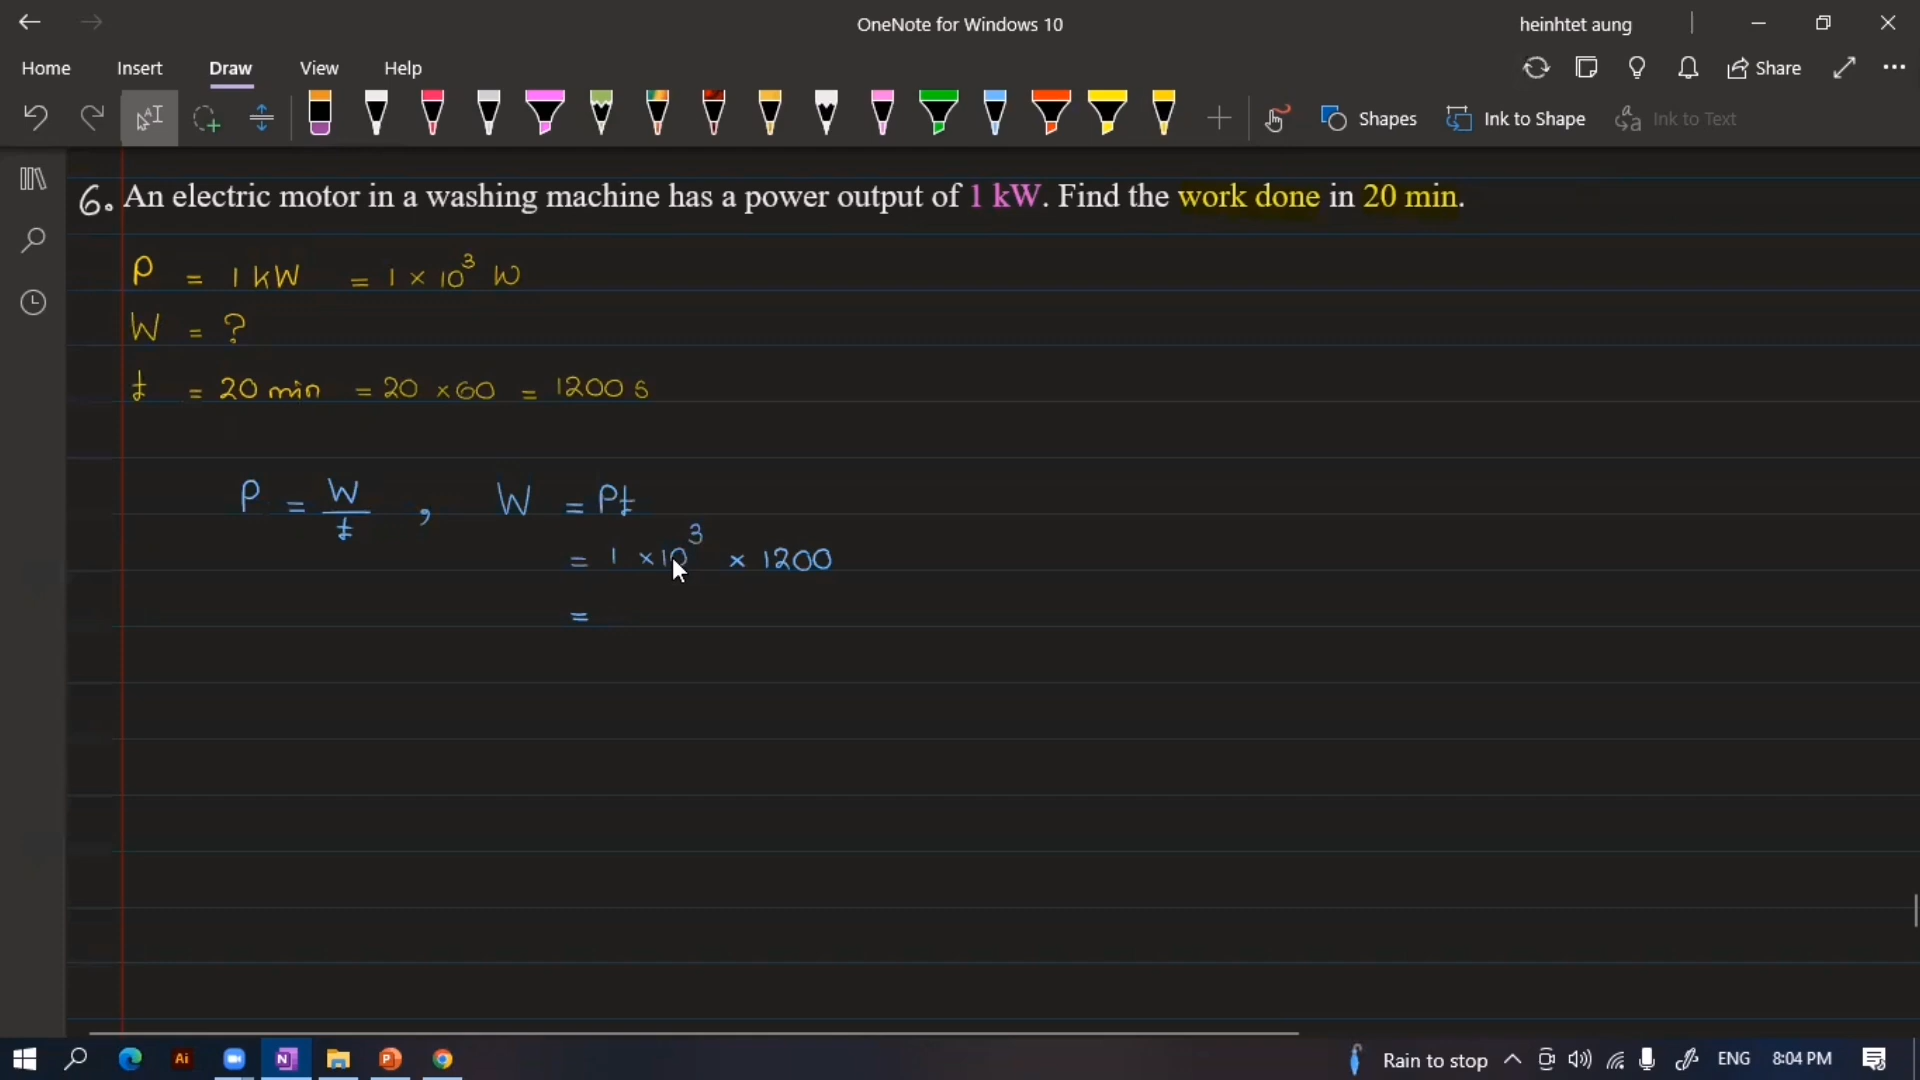 OneNote for Windows 10
heinhtet aung
Home Insert Draw View Help
Share
Shapes Ink to Shape Ink to Text
6. An electric motor in a washing machine has a power output of 1 kW. Find the work done in 20 min.
P = 1 kW = 1 × 10³ W
W = ?
t = 20 min = 20 × 60 = 1200 s
P = W/t , W = Pt
= 1 × 10³ × 1200
=
Rain to stop ENG 8:04 PM